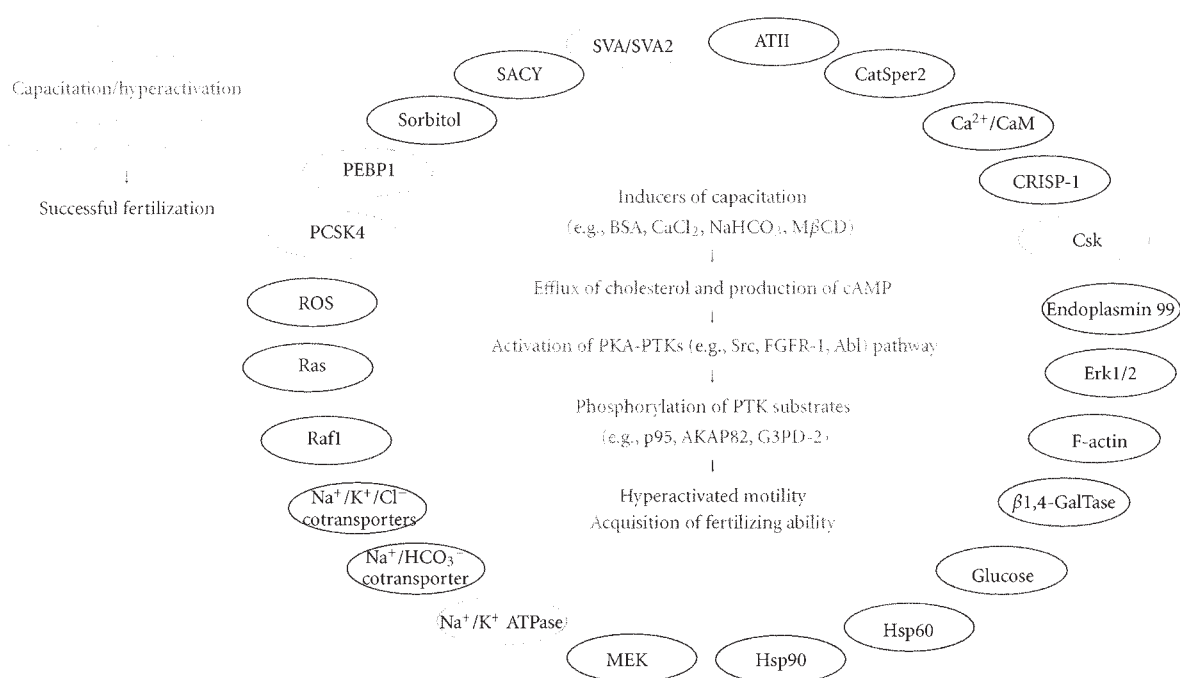 Capacitation/hyperactivation
↓
Successful fertilization
SVA/SVA2
ATII
CatSper2
Ca²⁺/CaM
CRISP-1
Csk
Endoplasmin 99
Erk1/2
F-actin
β1,4-GalTase
Glucose
Hsp60
Hsp90
MEK
Na⁺/K⁺ ATPase
Na⁺/HCO₃⁻
cotransporter
Na⁺/K⁺/Cl⁻
cotransporters
Raf1
Ras
ROS
PCSK4
PEBP1
Sorbitol
SACY
Inducers of capacitation
(e.g., BSA, CaCl₂, NaHCO₃, MβCD)
↓
Efflux of cholesterol and production of cAMP
↓
Activation of PKA-PTKs (e.g., Src, FGFR-1, Abl) pathway
↓
Phosphorylation of PTK substrates
(e.g., p95, AKAP82, G3PD-2)
↓
Hyperactivated motility
Acquisition of fertilizing ability